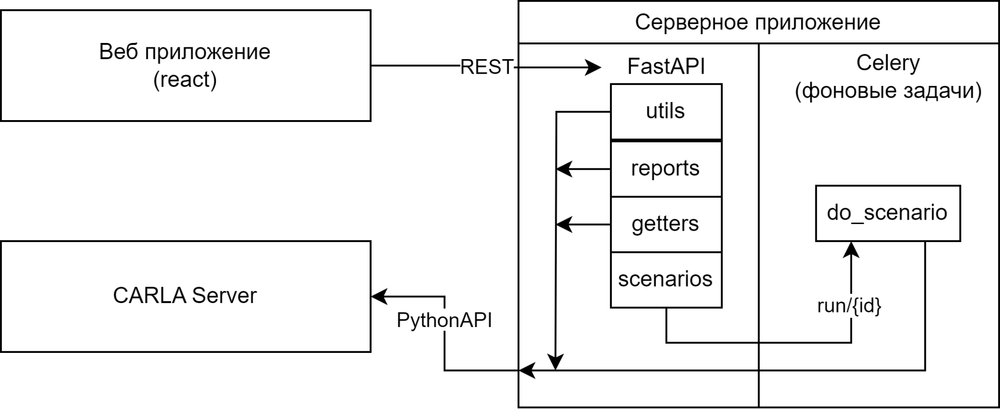 Веб приложение
(react)
REST
Серверное приложение
FastAPI
utils
reports
getters
scenarios
Celery
(фоновые задачи)
do_scenario
run/{id}
CARLA Server
PythonAPI